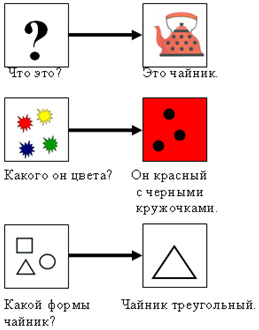 ?
Что это? Это чайник.
Какого он цвета? Он красный
с черными
кружочками.
Какой формы Чайник треугольный.
чайник?